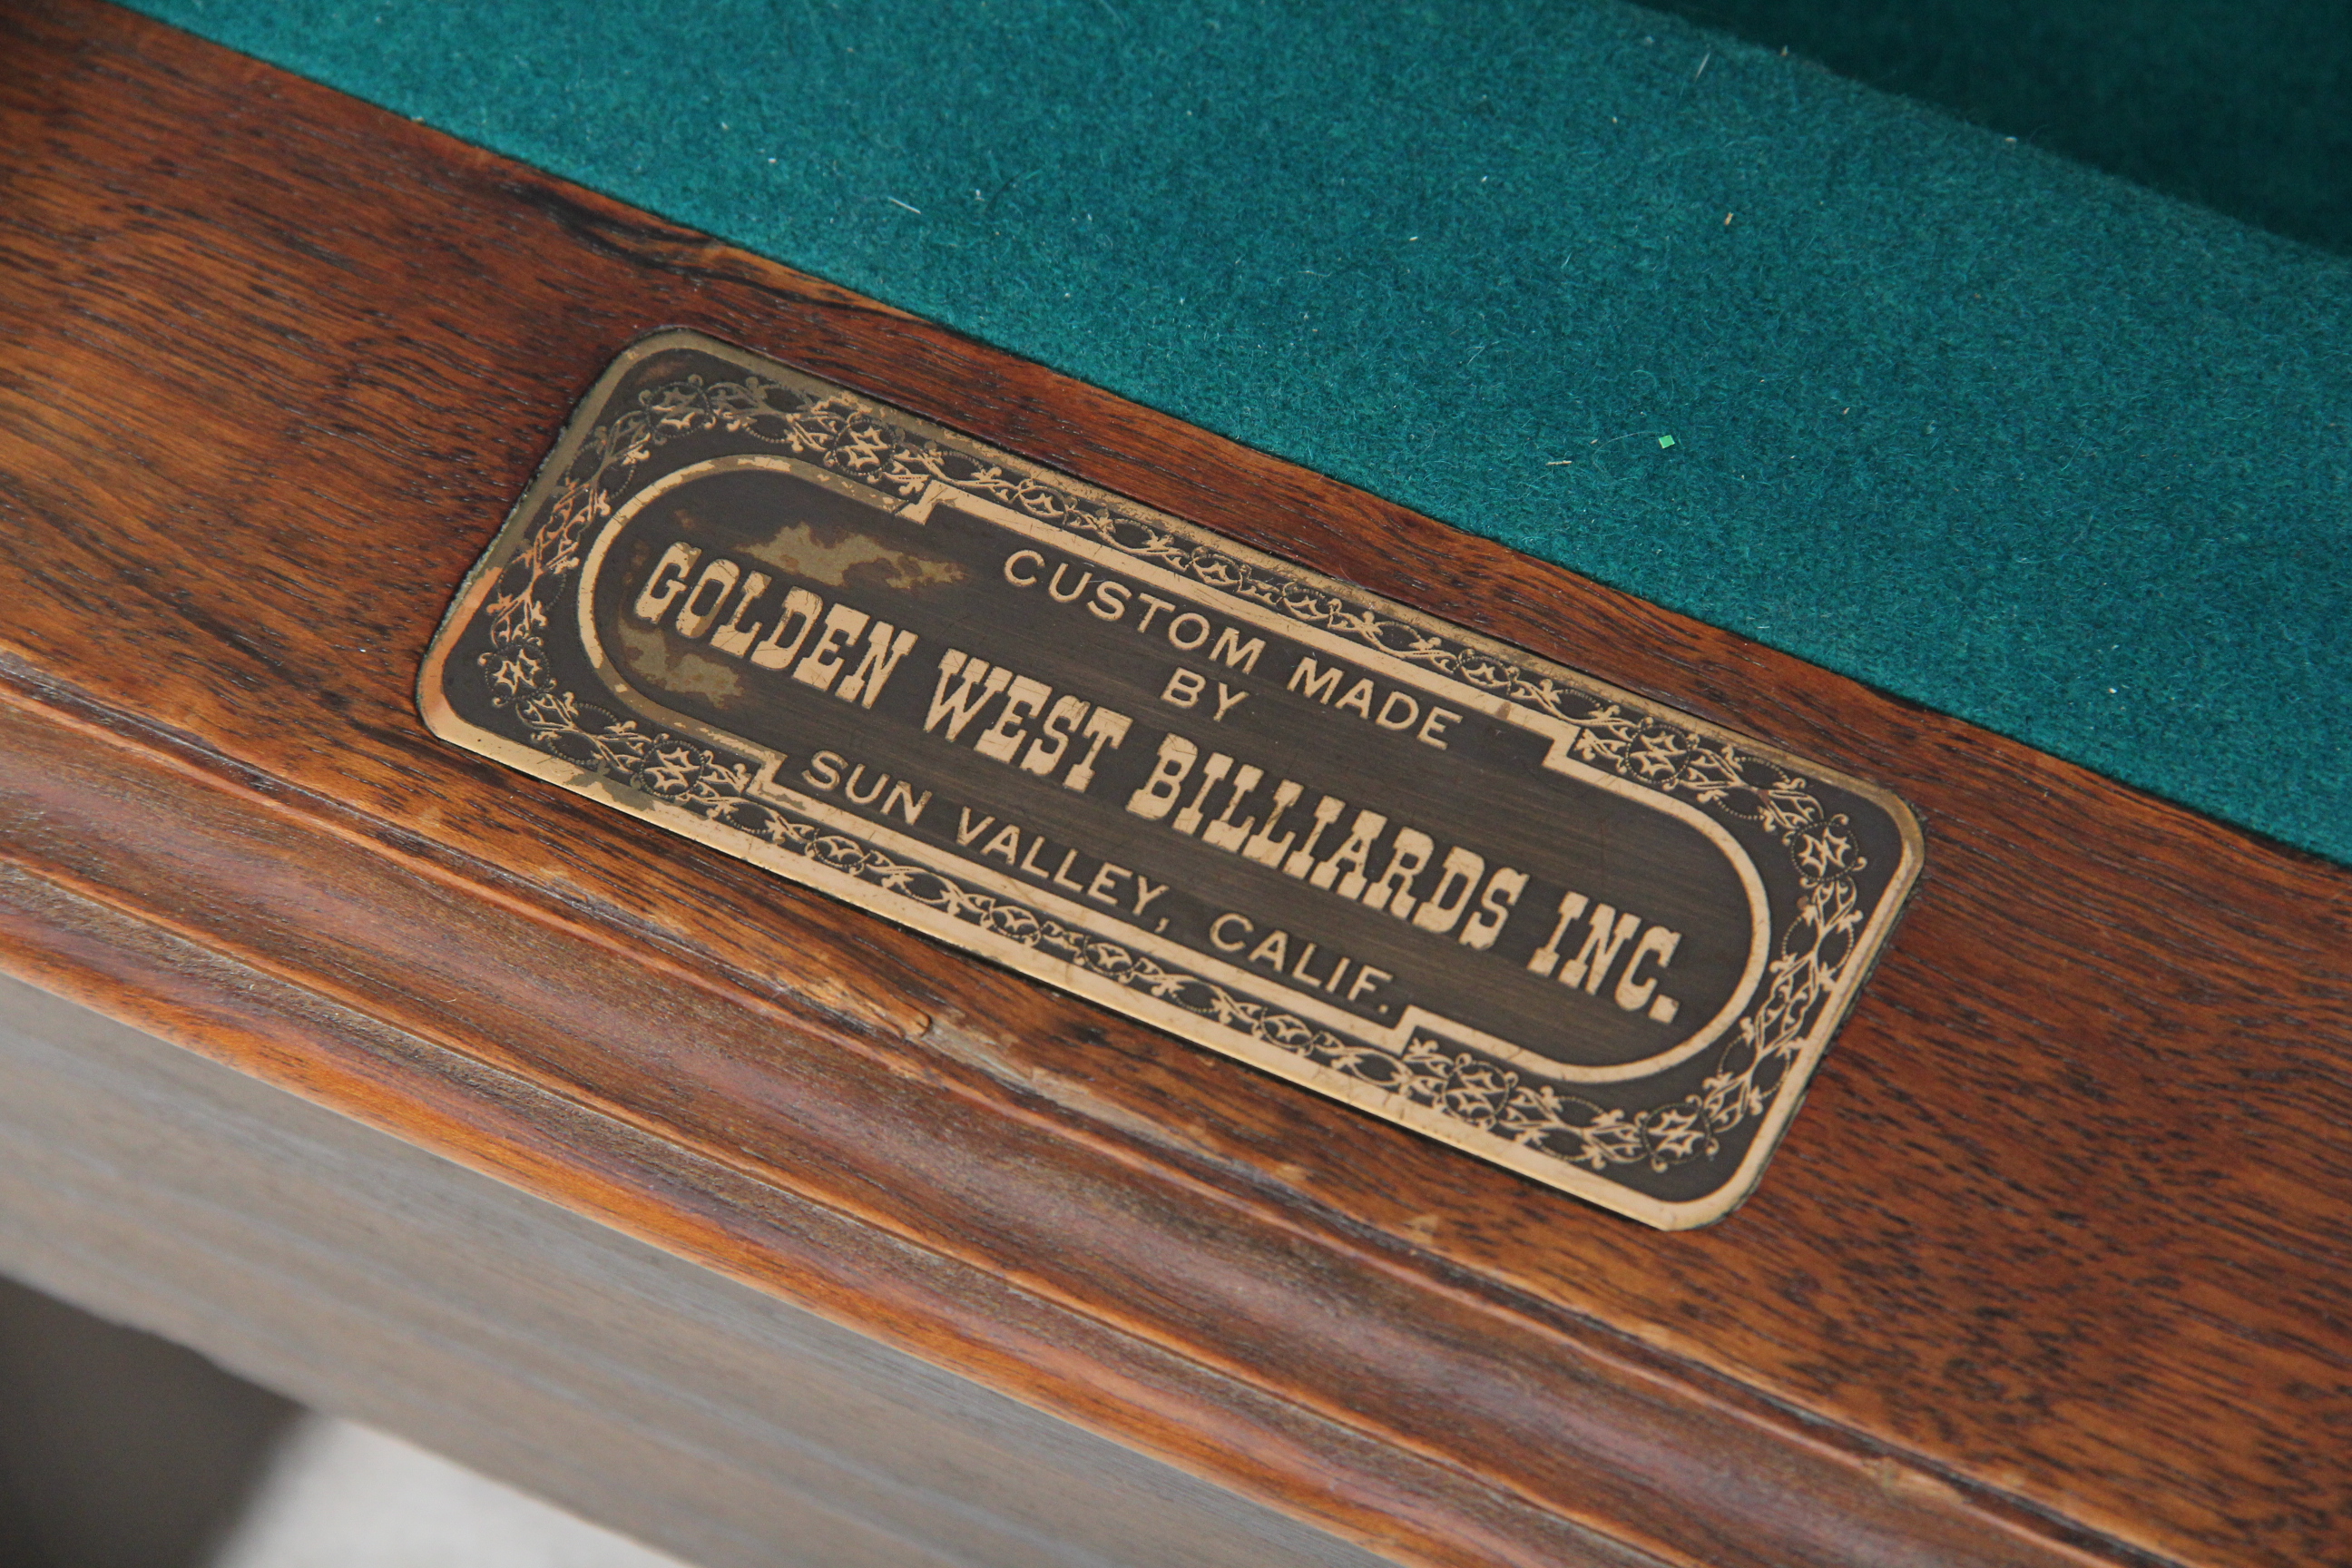 CUSTOM MADE
BY
GOLDEN WEST BILLIARDS INC.
SUN VALLEY, CALIF.